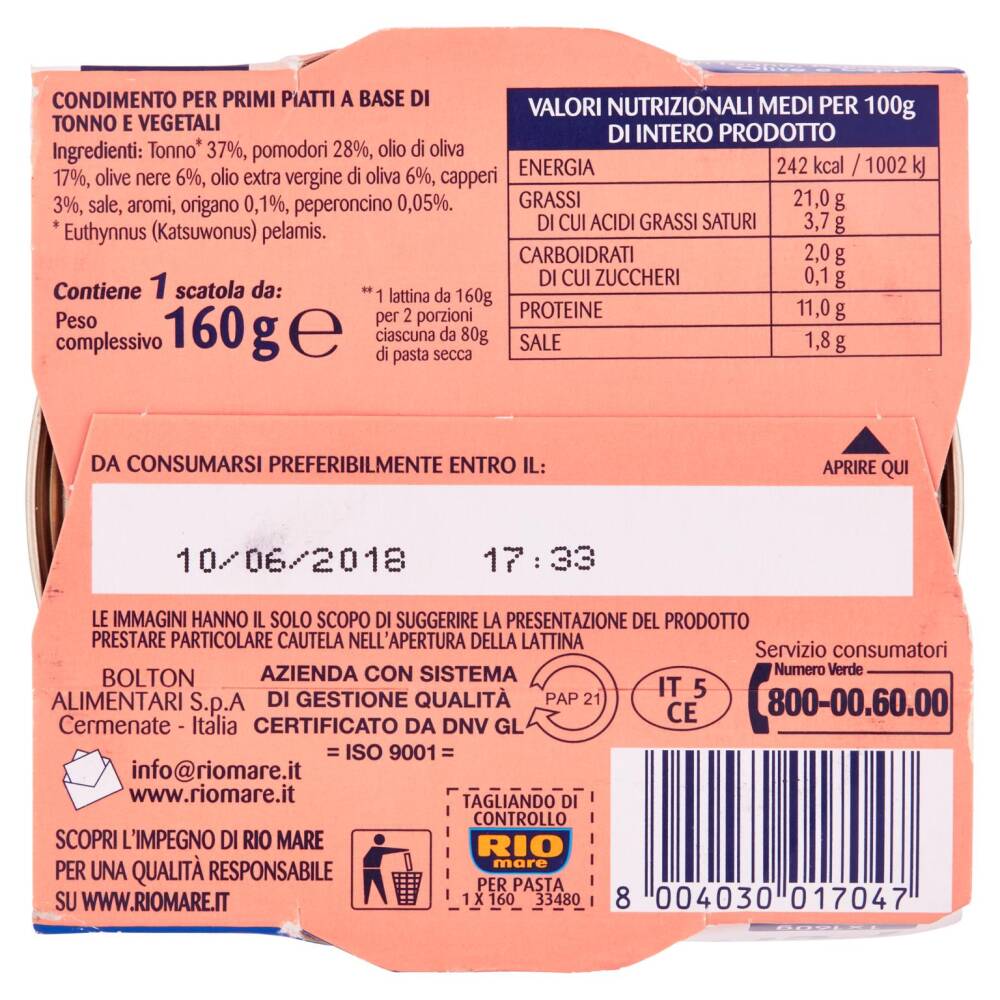 CONDIMENTO PER PRIMI PIATTI A BASE DI
TONNO E VEGETALI
Ingredienti: Tonno* 37%, pomodori 28%, olio di oliva
17%, olive nere 6%, olio extra vergine di oliva 6%, capperi
3%, sale, aromi, origano 0,1%, peperoncino 0,05%.
* Euthynnus (Katsuwonus) pelamis.
Contiene 1 scatola da:
Peso
complessivo 160 g e
** 1 lattina da 160g
per 2 porzioni
ciascuna da 80g
di pasta secca
VALORI NUTRIZIONALI MEDI PER 100g
DI INTERO PRODOTTO
ENERGIA 242 kcal / 1002 kJ
GRASSI 21,0 g
DI CUI ACIDI GRASSI SATURI 3,7 g
CARBOIDRATI 2,0 g
DI CUI ZUCCHERI 0,1 g
PROTEINE 11,0 g
SALE 1,8 g
DA CONSUMARSI PREFERIBILMENTE ENTRO IL:
APRIRE QUI
10/06/2018 17:33
LE IMMAGINI HANNO IL SOLO SCOPO DI SUGGERIRE LA PRESENTAZIONE DEL PRODOTTO
PRESTARE PARTICOLARE CAUTELA NELL'APERTURA DELLA LATTINA
BOLTON
ALIMENTARI S.p.A
Cermenate - Italia
AZIENDA CON SISTEMA
DI GESTIONE QUALITÀ
CERTIFICATO DA DNV GL
= ISO 9001 =
PAP 21
IT 5
CE
Servizio consumatori
Numero Verde
800-00.60.00
info@riomare.it
www.riomare.it
SCOPRI L'IMPEGNO DI RIO MARE
PER UNA QUALITÀ RESPONSABILE
SU WWW.RIOMARE.IT
TAGLIANDO DI
CONTROLLO
RIO
mare
PER PASTA
1 X 160 33480
8 004030 017047